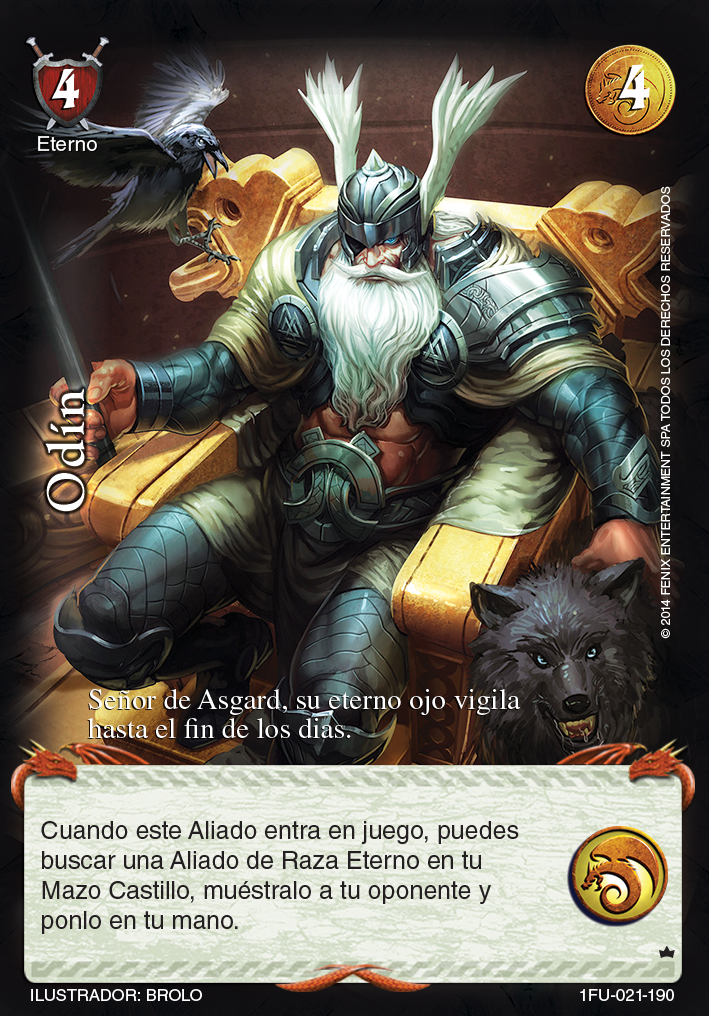 4
4
Eterno
© 2014 FENIX ENTERTAINMENT SPA TODOS LOS DERECHOS RESERVADOS
Odín
Señor de Asgard, su eterno ojo vigila
hasta el fin de los dias.
Cuando este Aliado entra en juego, puedes
buscar una Aliado de Raza Eterno en tu
Mazo Castillo, muéstralo a tu oponente y
ponlo en tu mano.
ILUSTRADOR: BROLO
1FU-021-190